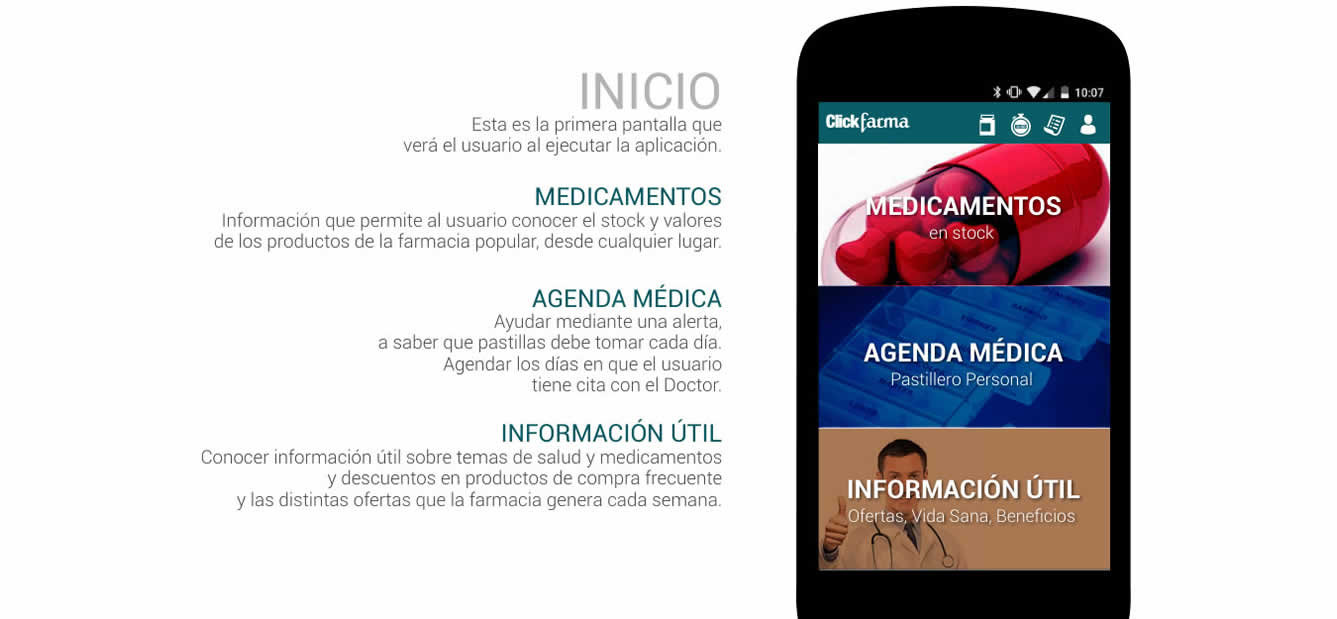 INICIO
Esta es la primera pantalla que
verá el usuario al ejecutar la aplicación.
MEDICAMENTOS
Información que permite al usuario conocer el stock y valores
de los productos de la farmacia popular, desde cualquier lugar.
AGENDA MÉDICA
Ayudar mediante una alerta,
a saber que pastillas debe tomar cada día.
Agendar los días en que el usuario
tiene cita con el Doctor.
INFORMACIÓN ÚTIL
Conocer información útil sobre temas de salud y medicamentos
y descuentos en productos de compra frecuente
y las distintas ofertas que la farmacia genera cada semana.
10:07
Clickfarma
MEDICAMENTOS
en stock
AGENDA MÉDICA
Pastillero Personal
INFORMACIÓN ÚTIL
Ofertas, Vida Sana, Beneficios